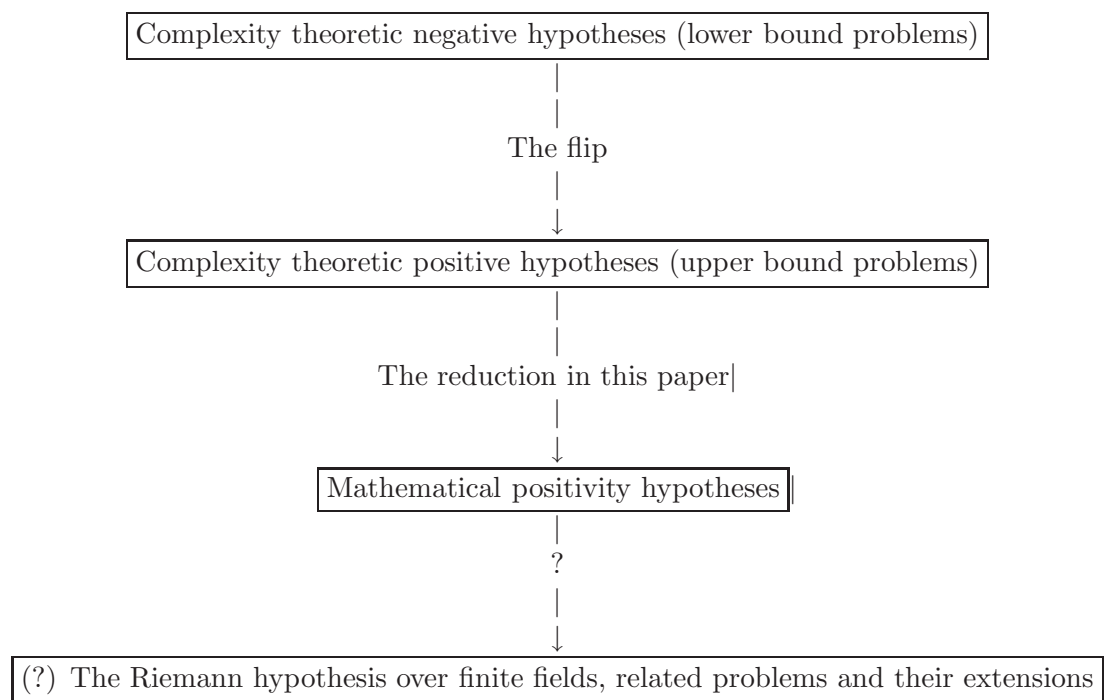 Complexity theoretic negative hypotheses (lower bound problems)
The flip
Complexity theoretic positive hypotheses (upper bound problems)
The reduction in this paper|
Mathematical positivity hypotheses|
?
(?) The Riemann hypothesis over finite fields, related problems and their extensions